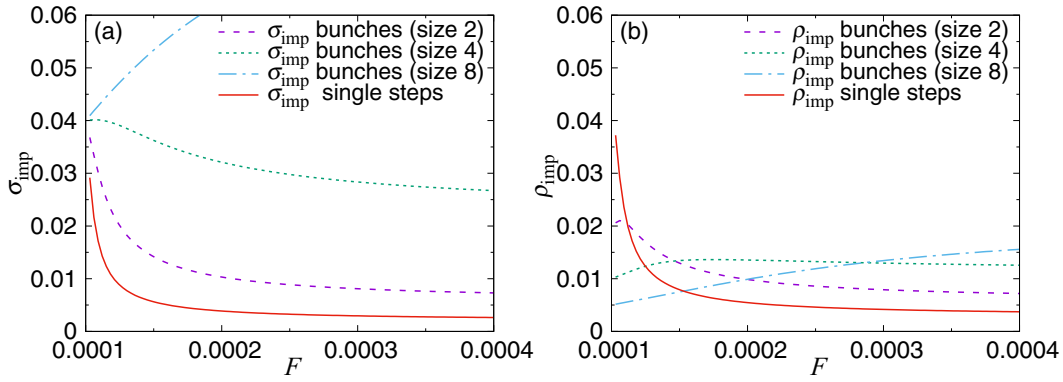 (a)
σimp bunches (size 2)
σimp bunches (size 4)
σimp bunches (size 8)
σimp single steps
σimp
0.06
0.05
0.04
0.03
0.02
0.01
0
0.0001 0.0002 0.0003 0.0004
F
(b)
ρimp bunches (size 2)
ρimp bunches (size 4)
ρimp bunches (size 8)
ρimp single steps
ρimp
0.06
0.05
0.04
0.03
0.02
0.01
0
0.0001 0.0002 0.0003 0.0004
F